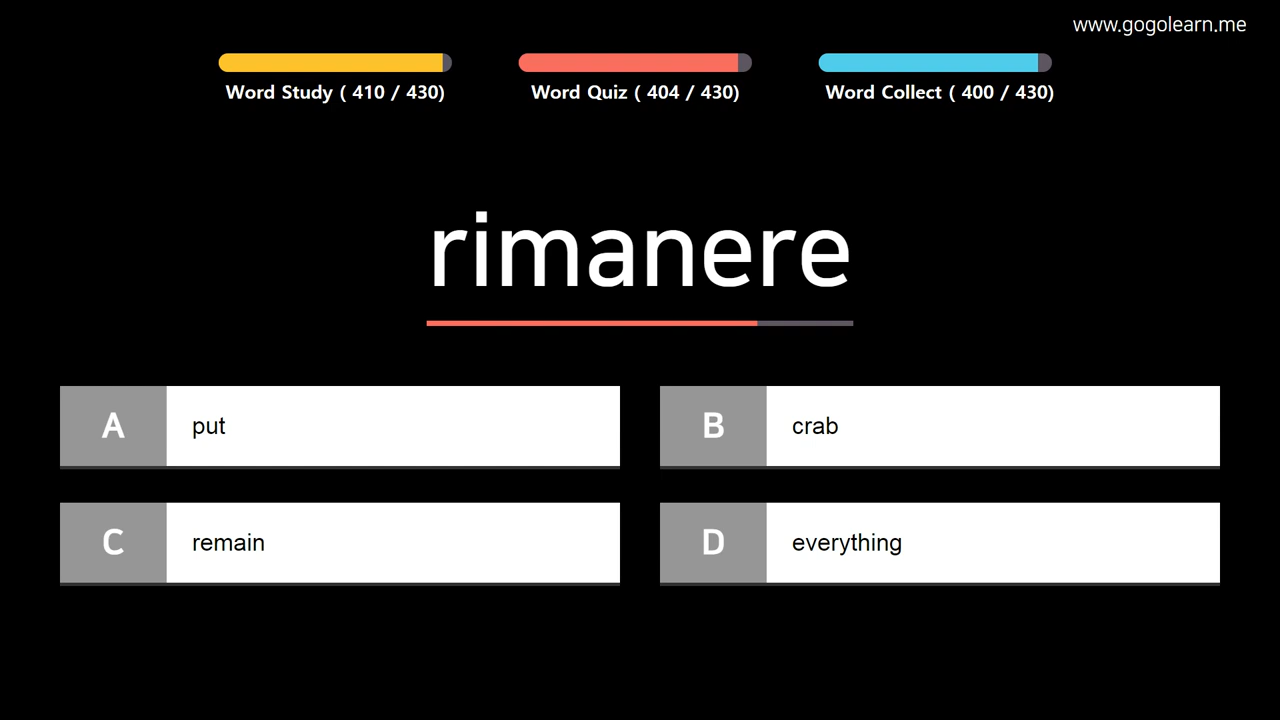 www.gogolearn.me
Word Study ( 410 / 430)
Word Quiz ( 404 / 430)
Word Collect ( 400 / 430)
rimanere
A put
B crab
C remain
D everything